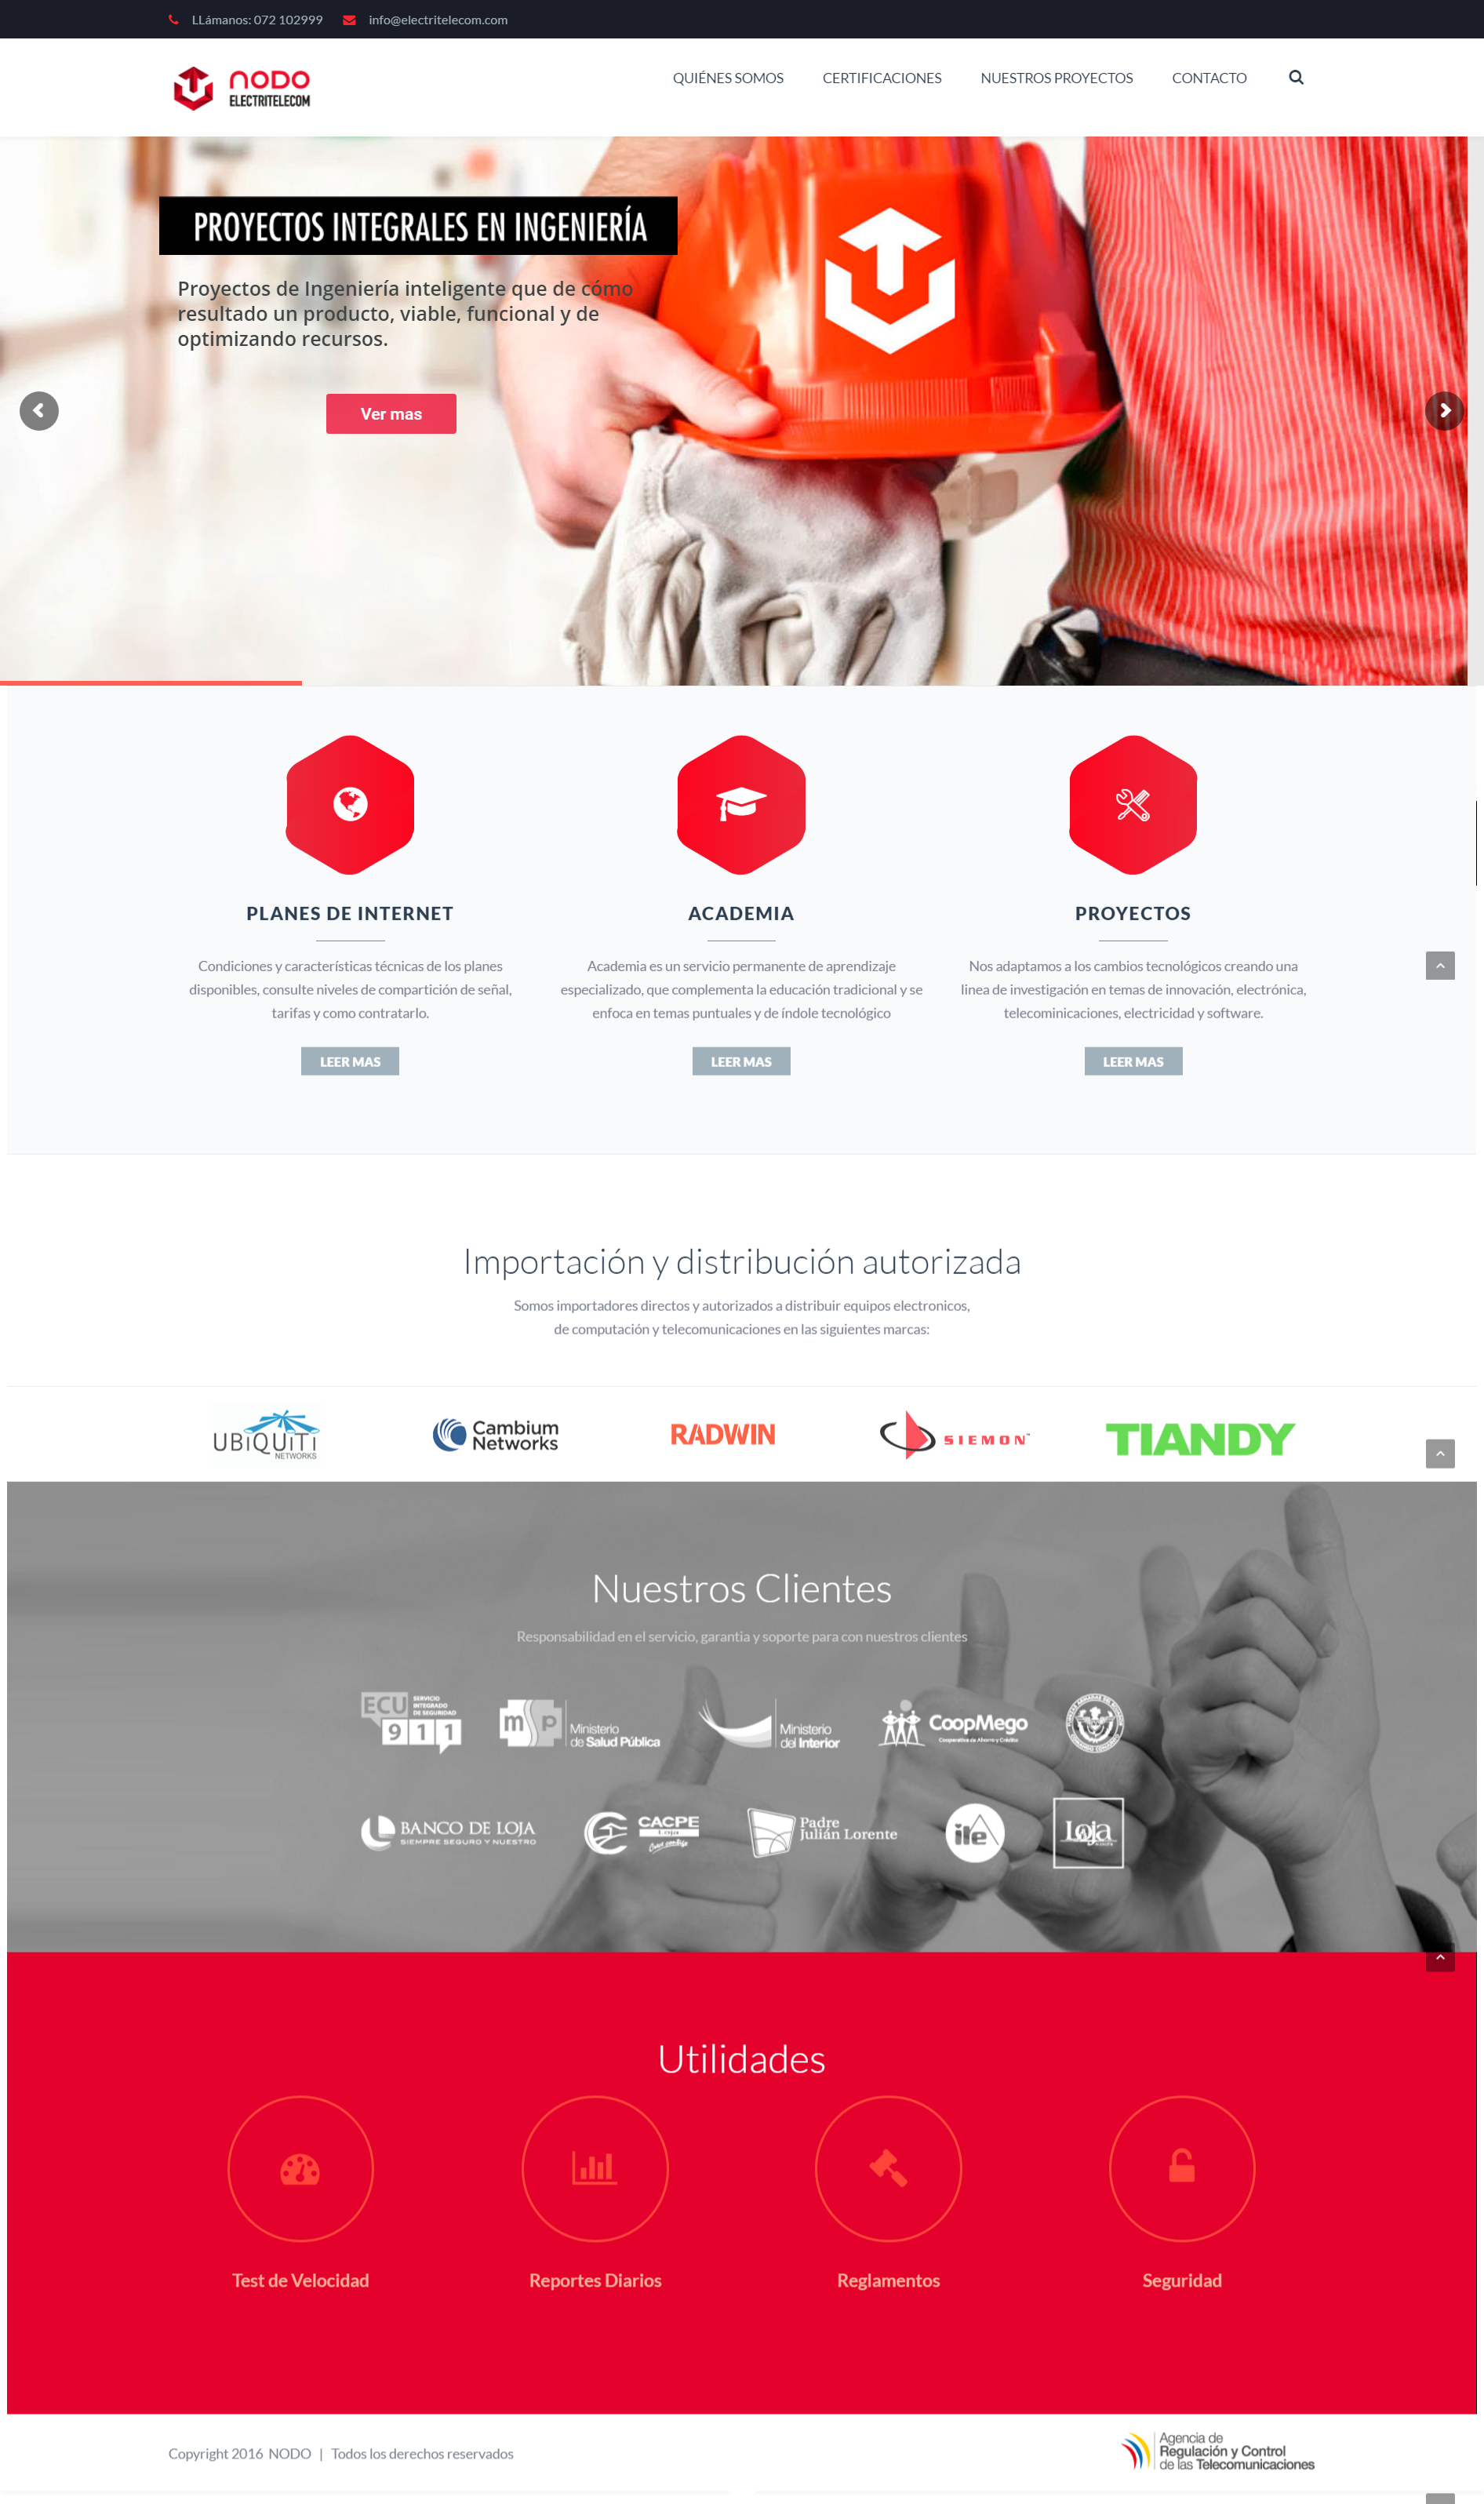 LLámanos: 072 102999 info@electritelecom.com
NODO
ELECTRITELECOM
QUIÉNES SOMOS CERTIFICACIONES NUESTROS PROYECTOS CONTACTO
PROYECTOS INTEGRALES EN INGENIERÍA
Proyectos de Ingeniería inteligente que de cómo
resultado un producto, viable, funcional y de
optimizando recursos.
Ver mas
PLANES DE INTERNET
Condiciones y características técnicas de los planes
disponibles, consulte niveles de compartición de señal,
tarifas y como contratarlo.
LEER MAS
ACADEMIA
Academia es un servicio permanente de aprendizaje
especializado, que complementa la educación tradicional y se
enfoca en temas puntuales y de índole tecnológico
LEER MAS
PROYECTOS
Nos adaptamos a los cambios tecnológicos creando una
linea de investigación en temas de innovación, electrónica,
telecominicaciones, electricidad y software.
LEER MAS
Importación y distribución autorizada
Somos importadores directos y autorizados a distribuir equipos electronicos,
de computación y telecomunicaciones en las siguientes marcas:
UBIQUITI
NETWORKS
Cambium
Networks
RADWIN
SIEMON
TIANDY
Nuestros Clientes
Responsabilidad en el servicio, garantia y soporte para con nuestros clientes
ECU
911
SERVICIO
INTEGRADO
DE SEGURIDAD
msp
Ministerio
de Salud Pública
Ministerio
del Interior
CoopMego
Cooperativa de Ahorro y Crédito
BANCO DE LOJA
SIEMPRE SEGURO Y NUESTRO
CACPE
Loja
Padre
Julián Lorente
ile
Loja
Utilidades
Test de Velocidad
Reportes Diarios
Reglamentos
Seguridad
Copyright 2016 NODO | Todos los derechos reservados
Agencia de
Regulación y Control
de las Telecomunicaciones